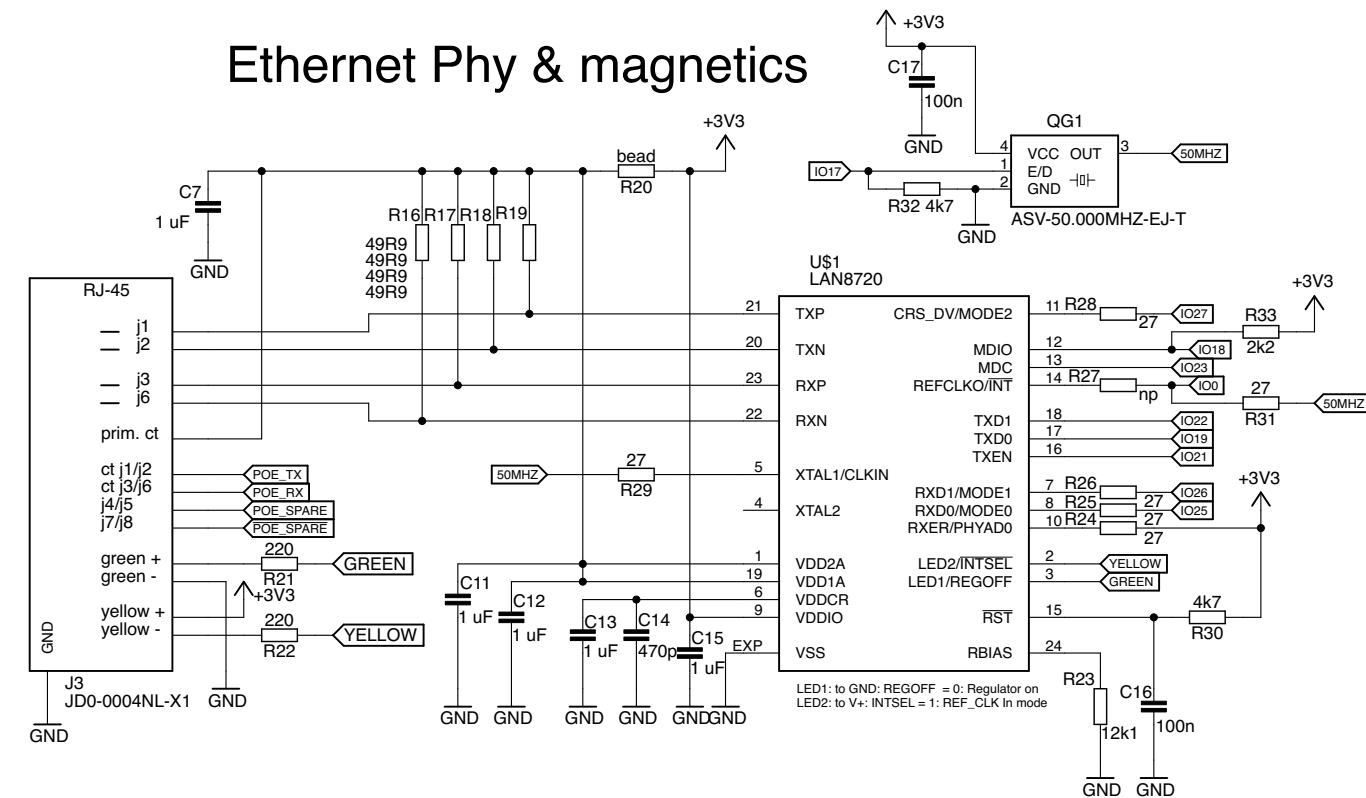 Ethernet Phy & magnetics
+3V3
C17
100n
GND
QG1
4 VCC OUT 3
1 E/D
2 GND
ASV-50.000MHZ-EJ-T
50MHZ
IO17
R32 4k7
GND
+3V3
bead
R20
C7
1 uF
GND
R16 R17 R18 R19
49R9
49R9
49R9
49R9
RJ-45
j1
j2
j3
j6
prim. ct
ct j1/j2
ct j3/j6
j4/j5
j7/j8
green +
green -
yellow +
yellow -
GND
J3
JD0-0004NL-X1
GND
POE_TX
POE_RX
POE_SPARE
POE_SPARE
220
R21
GREEN
+3V3
220
R22
YELLOW
GND
50MHZ
27
R29
C11
1 uF
C12
1 uF
C13
1 uF
C14
470p
C15
1 uF
GND
GND
GND
GND
GND
GND
U$1
LAN8720
21 TXP
20 TXN
23 RXP
22 RXN
5 XTAL1/CLKIN
4 XTAL2
1 VDD2A
19 VDD1A
6 VDDCR
9 VDDIO
EXP VSS
CRS_DV/MODE2 11 R28 27 IO27
MDIO 12 IO18
MDC 13 IO23
REFCLKO/INT 14 R27 np IO0
TXD1 18 IO22
TXD0 17 IO19
TXEN 16 IO21
RXD1/MODE1 7 R26 27 IO26
RXD0/MODE0 8 R25 27 IO25
RXER/PHYAD0 10 R24 27
LED2/INTSEL 2 YELLOW
LED1/REGOFF 3 GREEN
RST 15
RBIAS 24
R33
2k2
+3V3
27
R31
50MHZ
+3V3
4k7
R30
R23
12k1
C16
100n
GND
GND
LED1: to GND: REGOFF = 0: Regulator on
LED2: to V+: INTSEL = 1: REF_CLK In mode